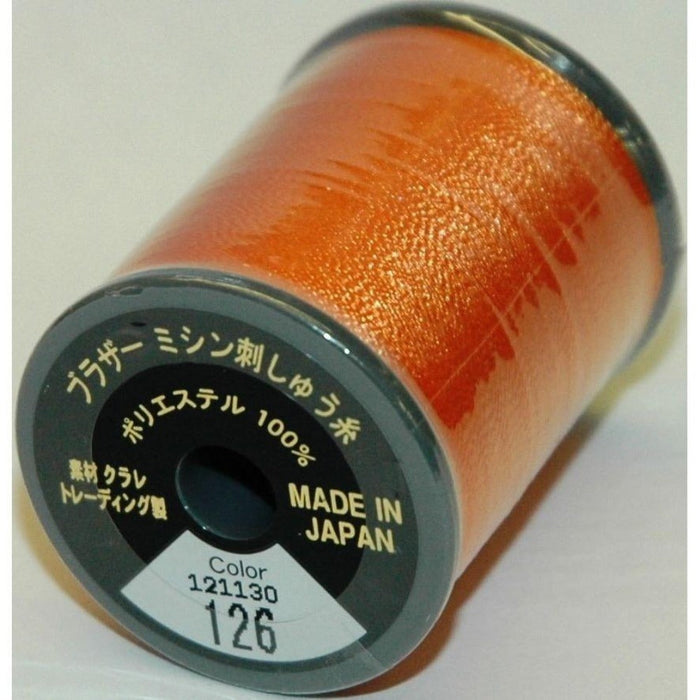 ブラザー ミシン刺しゅう糸
ポリエステル 100%
素材 クラレ
トレーディング製
MADE IN
JAPAN
Color
121130
126